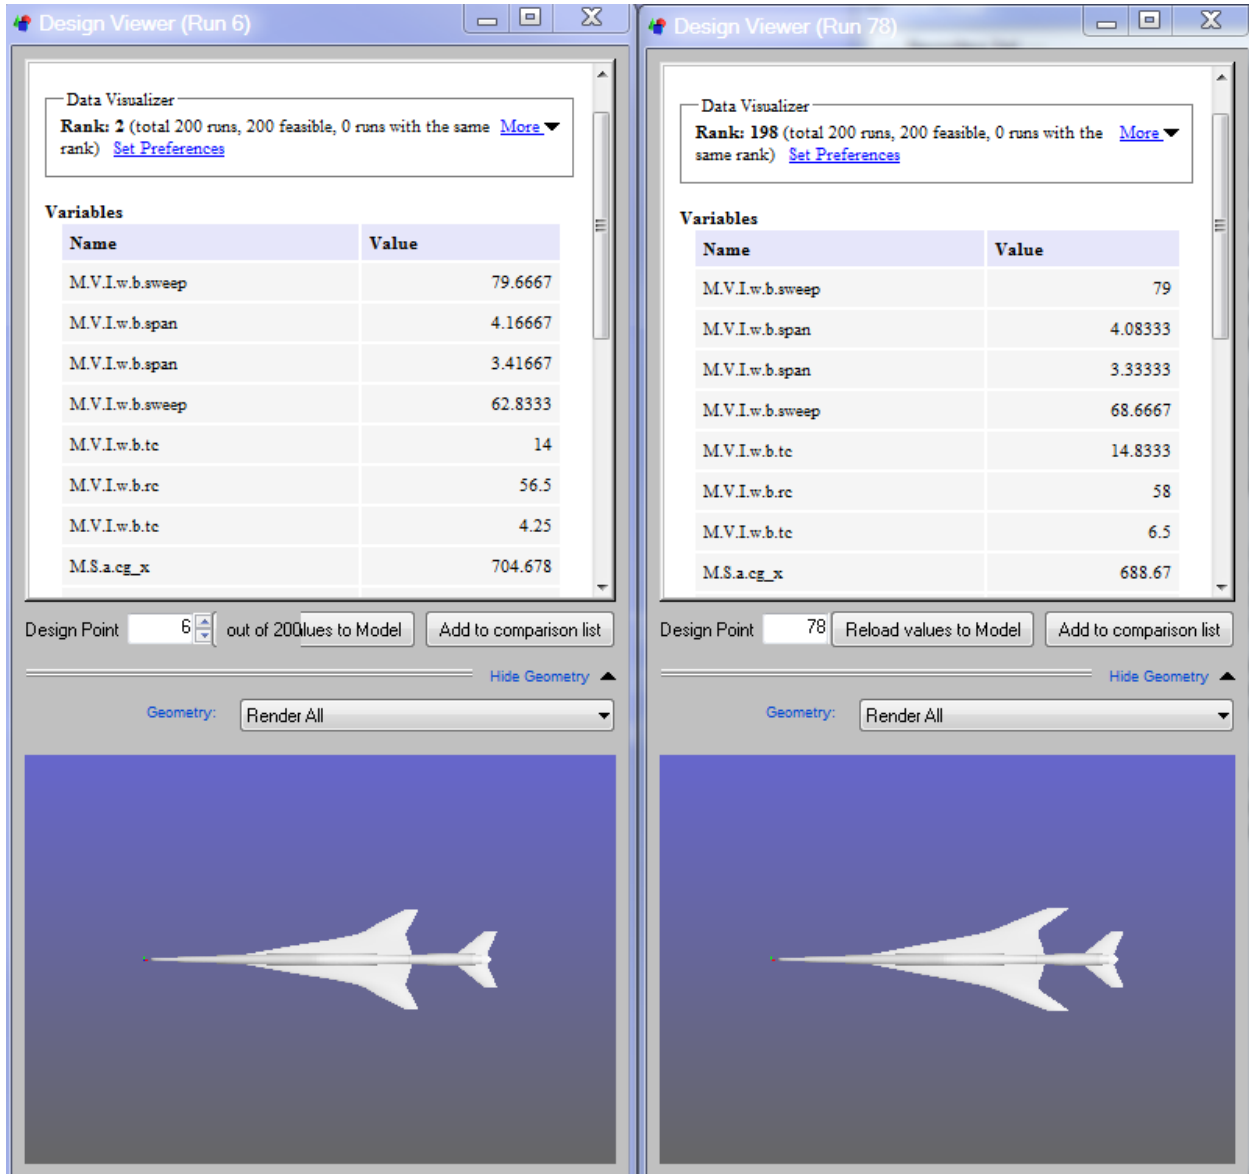 Design Viewer (Run 6)
Data Visualizer
Rank: 2 (total 200 runs, 200 feasible, 0 runs with the same More
rank) Set Preferences
Variables
Name Value
M.V.I.w.b.sweep 79.6667
M.V.I.w.b.span 4.16667
M.V.I.w.b.span 3.41667
M.V.I.w.b.sweep 62.8333
M.V.I.w.b.tc 14
M.V.I.w.b.rc 56.5
M.V.I.w.b.tc 4.25
M.S.a.cg_x 704.678
Design Point 6 out of 200 lues to Model Add to comparison list
Hide Geometry
Geometry: Render All
Design Viewer (Run 78)
Data Visualizer
Rank: 198 (total 200 runs, 200 feasible, 0 runs with the More
same rank) Set Preferences
Variables
Name Value
M.V.I.w.b.sweep 79
M.V.I.w.b.span 4.08333
M.V.I.w.b.span 3.33333
M.V.I.w.b.sweep 68.6667
M.V.I.w.b.tc 14.8333
M.V.I.w.b.rc 58
M.V.I.w.b.tc 6.5
M.S.a.cg_x 688.67
Design Point 78 Reload values to Model Add to comparison list
Hide Geometry
Geometry: Render All